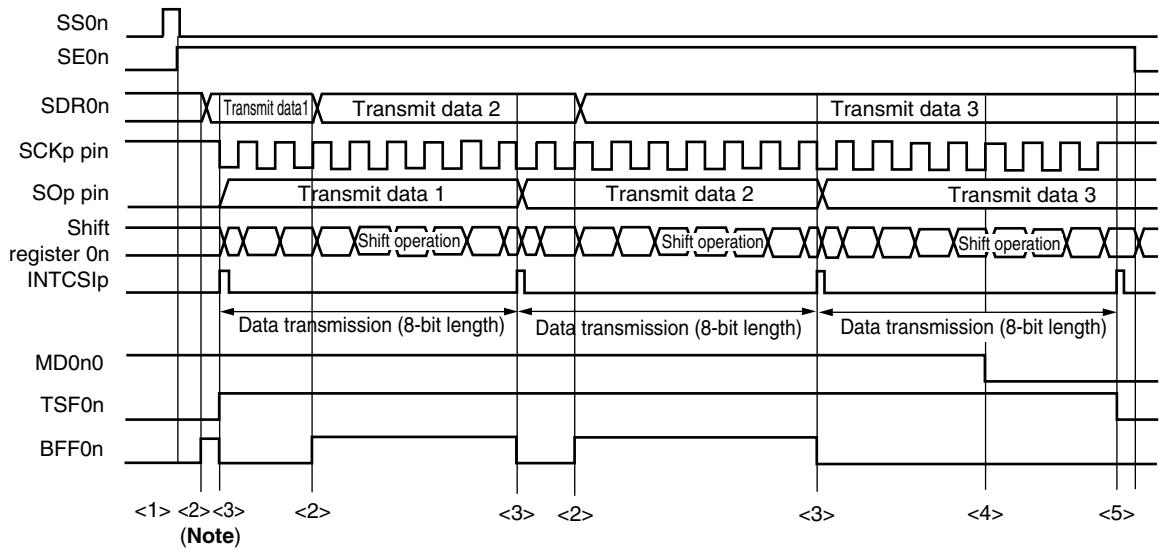 SS0n
SE0n
SDR0n Transmit data1 Transmit data 2 Transmit data 3
SCKp pin
SOp pin Transmit data 1 Transmit data 2 Transmit data 3
Shift
register 0n Shift operation Shift operation Shift operation
INTCSIp
Data transmission (8-bit length) Data transmission (8-bit length) Data transmission (8-bit length)
MD0n0
TSF0n
BFF0n
<1> <2> <3> <2> <3> <2> <3> <4> <5>
(Note)